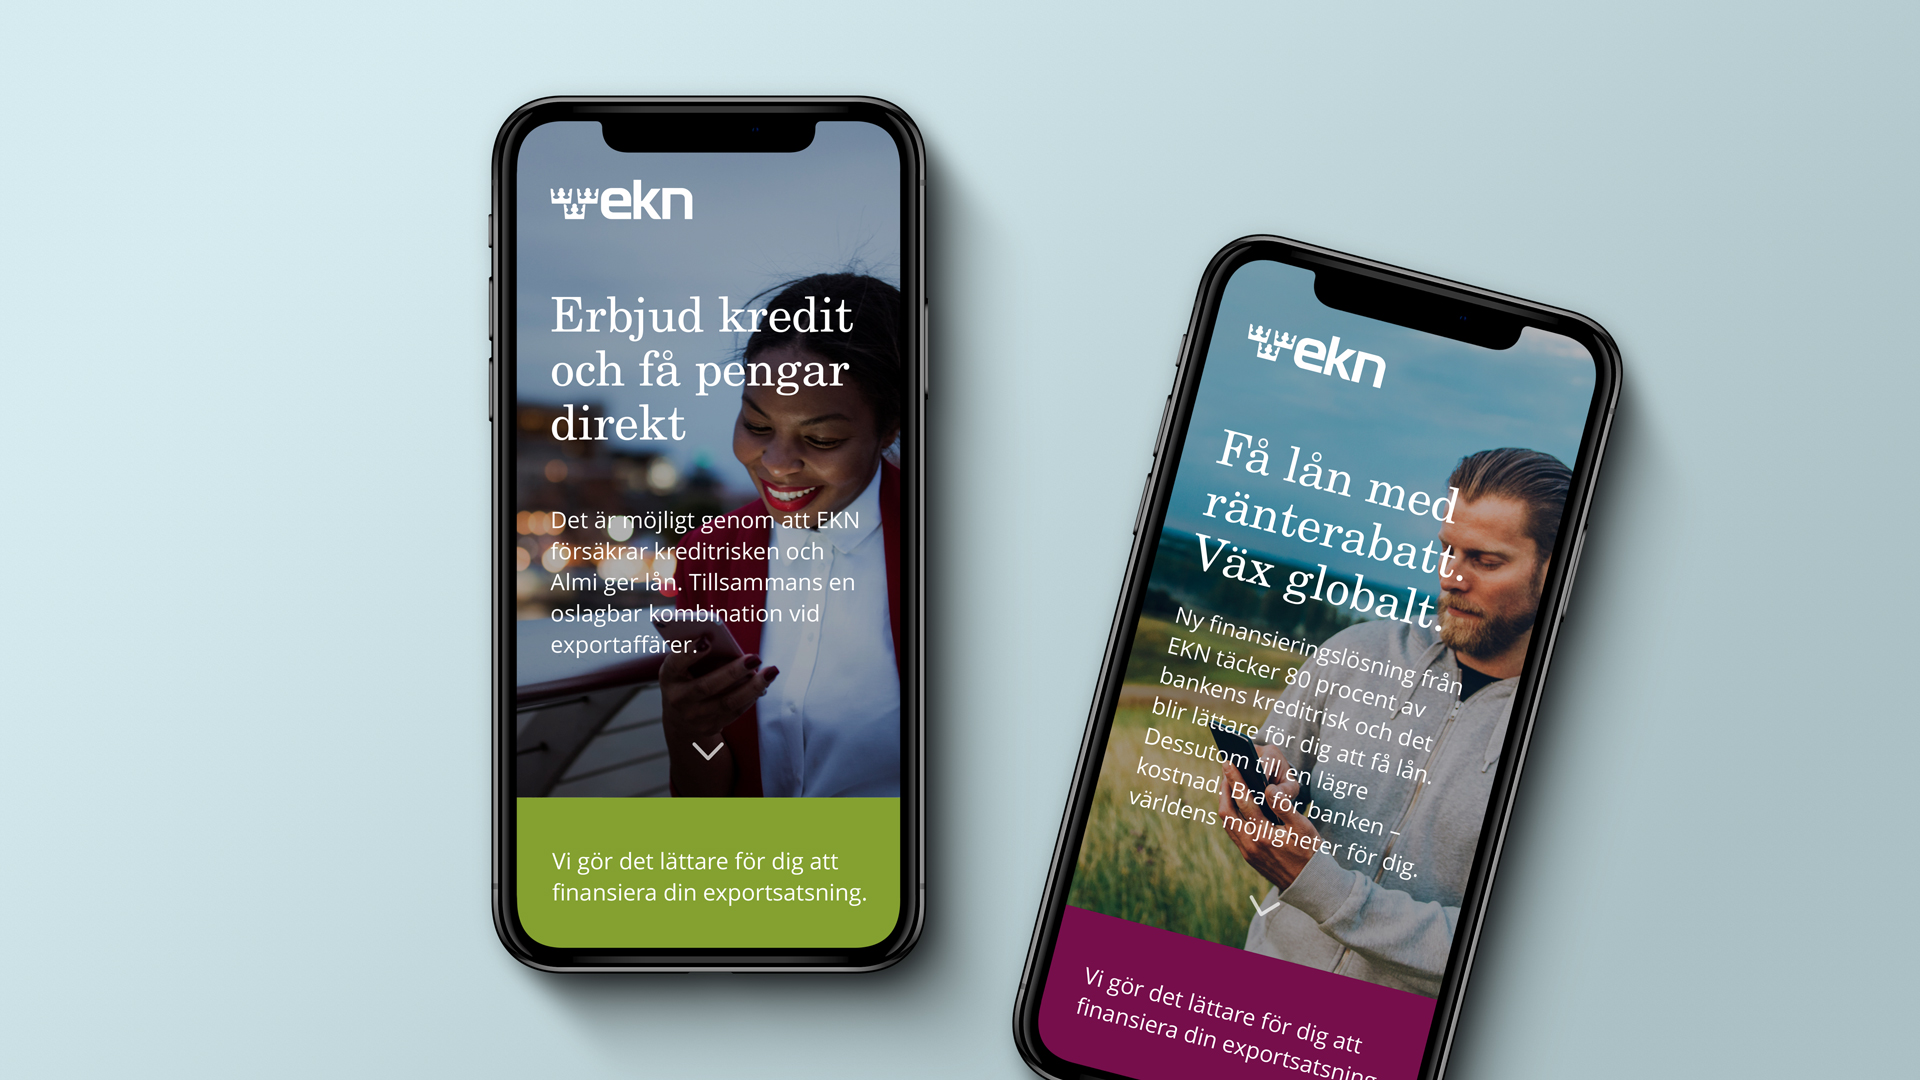 ekn
Erbjud kredit
och få pengar
direkt
Det är möjligt genom att EKN
försäkrar kreditrisken och
Almi ger lån. Tillsammans en
oslagbar kombination vid
exportaffärer.
Vi gör det lättare för dig att
finansiera din exportsatsning.
ekn
Få lån med
ränterabatt.
Väx globalt.
Ny finansieringslösning från
EKN täcker 80 procent av
bankens kreditrisk och det
blir lättare för dig att få lån.
Dessutom till en lägre
kostnad. Bra för banken –
världens möjligheter för dig.
Vi gör det lättare för dig att
finansiera din exportsatsning